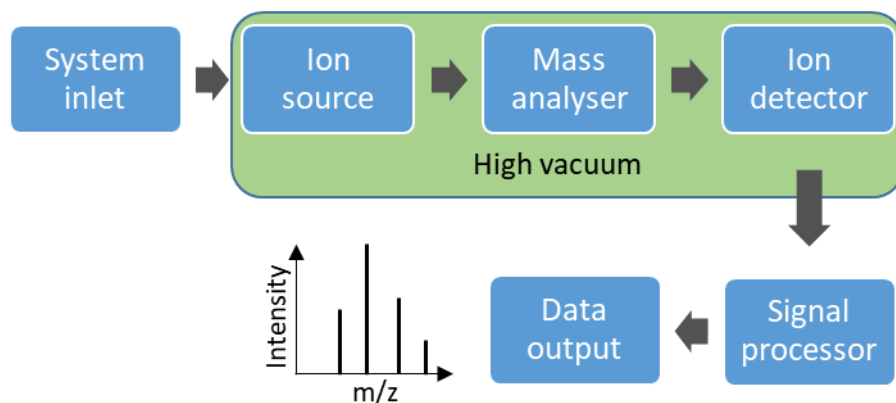 System
inlet
Ion
source
Mass
analyser
Ion
detector
High vacuum
Intensity
m/z
Data
output
Signal
processor